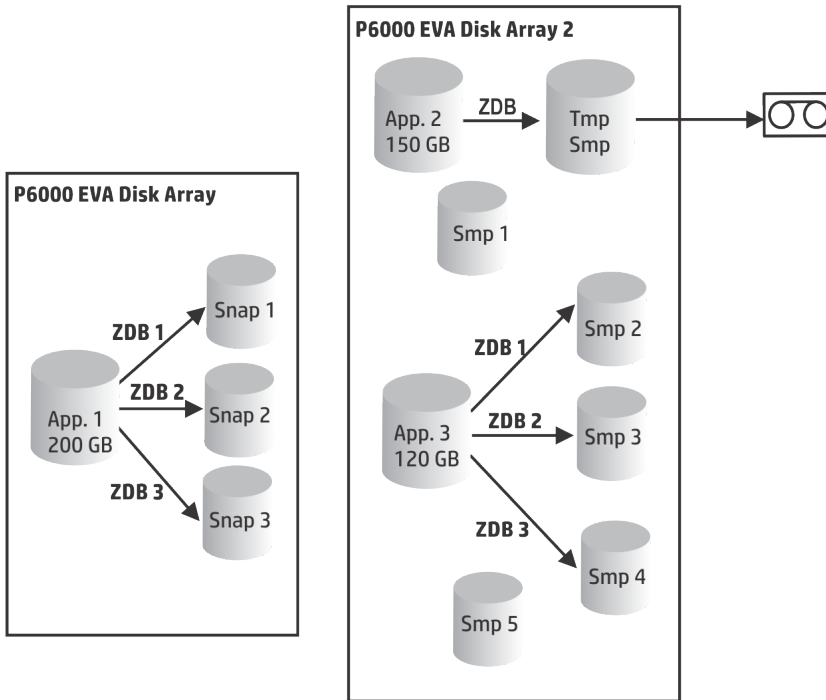 P6000 EVA Disk Array 2
App. 2
150 GB
ZDB
Tmp
Smp
Smp 1
ZDB 1
Smp 2
App. 3
120 GB
ZDB 2
Smp 3
ZDB 3
Smp 4
Smp 5
P6000 EVA Disk Array
Snap 1
ZDB 1
App. 1
200 GB
ZDB 2
Snap 2
ZDB 3
Snap 3